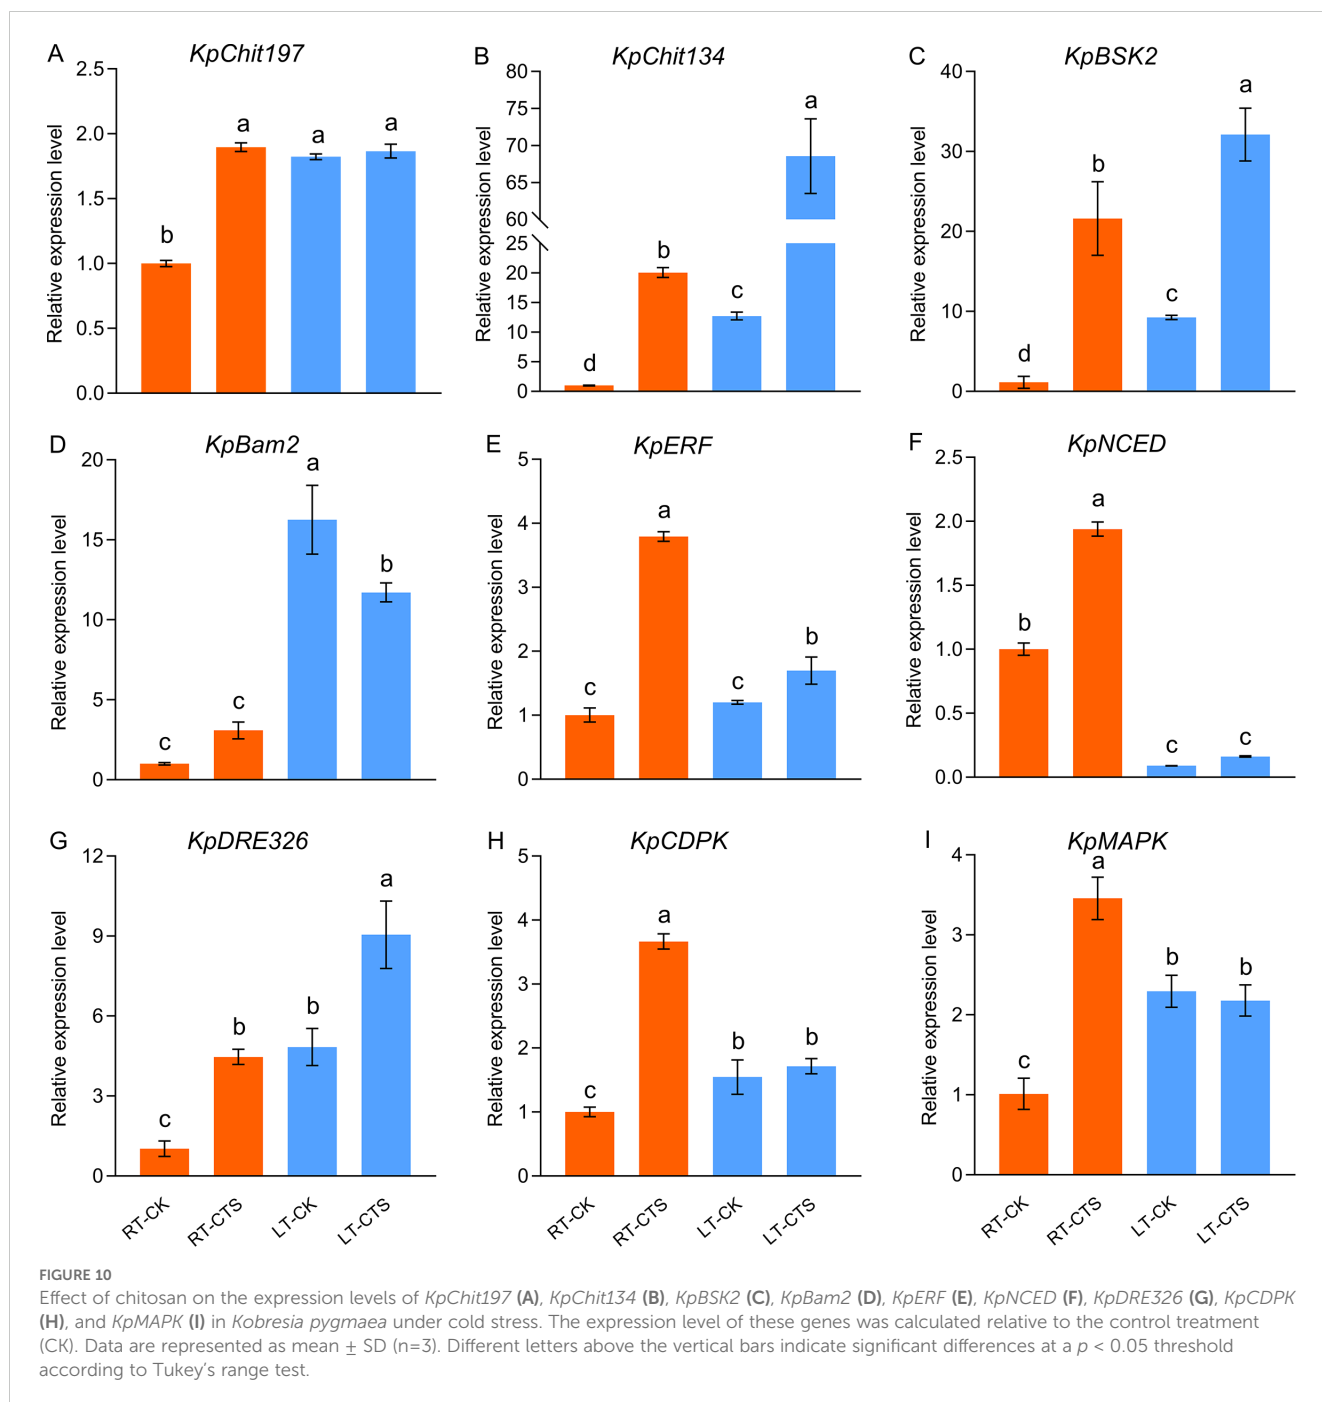 A
KpChit197
Relative expression level
2.5
2.0
1.5
1.0
0.5
0.0
b
a
a
a
B
KpChit134
Relative expression level
80
75
70
65
60
25
20
15
10
5
0
d
b
c
a
C
KpBSK2
Relative expression level
40
30
20
10
0
d
b
c
a
D
KpBam2
Relative expression level
20
15
10
5
0
c
c
a
b
E
KpERF
Relative expression level
5
4
3
2
1
0
c
a
c
b
F
KpNCED
Relative expression level
2.5
2.0
1.5
1.0
0.5
0.0
b
a
c
c
G
KpDRE326
Relative expression level
12
9
6
3
0
c
b
b
a
RT-CK
RT-CTS
LT-CK
LT-CTS
H
KpCDPK
Relative expression level
5
4
3
2
1
0
c
a
b
b
RT-CK
RT-CTS
LT-CK
LT-CTS
I
KpMAPK
Relative expression level
4
3
2
1
0
c
a
b
b
RT-CK
RT-CTS
LT-CK
LT-CTS
FIGURE 10
Effect of chitosan on the expression levels of KpChit197 (A), KpChit134 (B), KpBSK2 (C), KpBam2 (D), KpERF (E), KpNCED (F), KpDRE326 (G), KpCDPK
(H), and KpMAPK (I) in Kobresia pygmaea under cold stress. The expression level of these genes was calculated relative to the control treatment
(CK). Data are represented as mean ± SD (n=3). Different letters above the vertical bars indicate significant differences at a p < 0.05 threshold
according to Tukey’s range test.